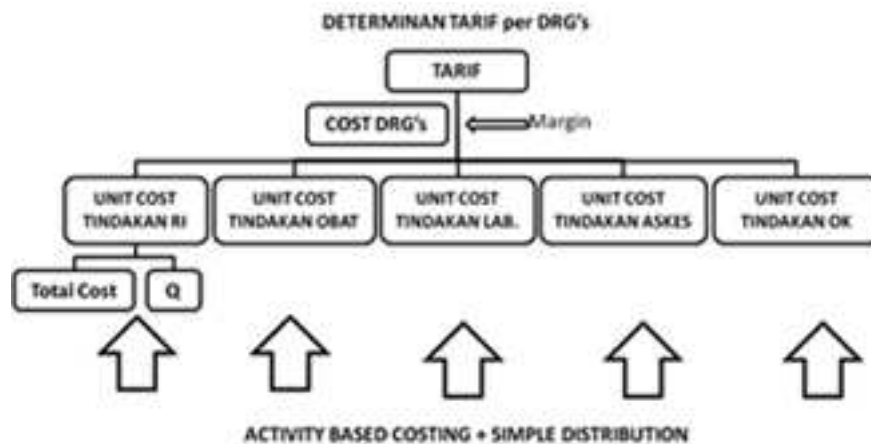 DETERMINAN TARIF per DRG's
TARIF
COST DRG's
Margin
UNIT COST
TINDAKAN RI
UNIT COST
TINDAKAN OBAT
UNIT COST
TINDAKAN LAB.
UNIT COST
TINDAKAN ASKES
UNIT COST
TINDAKAN OK
Total Cost
Q
ACTIVITY BASED COSTING + SIMPLE DISTRIBUTION